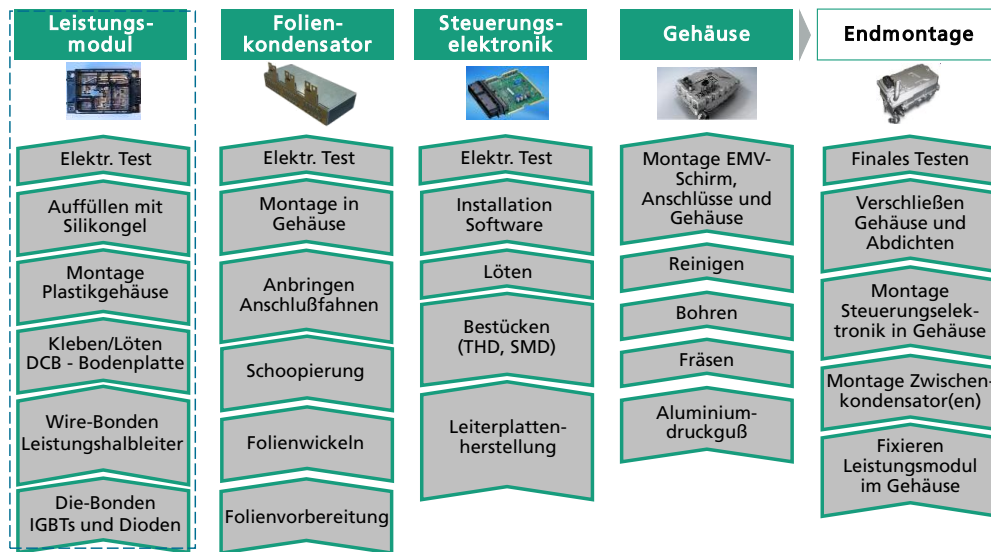 Leistungs-
modul
Elektr. Test
Auffüllen mit
Silikongel
Montage
Plastikgehäuse
Kleben/Löten
DCB - Bodenplatte
Wire-Bonden
Leistungshalbleiter
Die-Bonden
IGBTs und Dioden
Folien-
kondensator
Elektr. Test
Montage in
Gehäuse
Anbringen
Anschlußfahnen
Schoopierung
Folienwickeln
Folienvorbereitung
Steuerungs-
elektronik
Elektr. Test
Installation
Software
Löten
Bestücken
(THD, SMD)
Leiterplatten-
herstellung
Gehäuse
Montage EMV-
Schirm,
Anschlüsse und
Gehäuse
Reinigen
Bohren
Fräsen
Aluminium-
druckguß
Endmontage
Finales Testen
Verschließen
Gehäuse und
Abdichten
Montage
Steuerungselek-
tronik in Gehäuse
Montage Zwischen-
kondensator(en)
Fixieren
Leistungsmodul
im Gehäuse